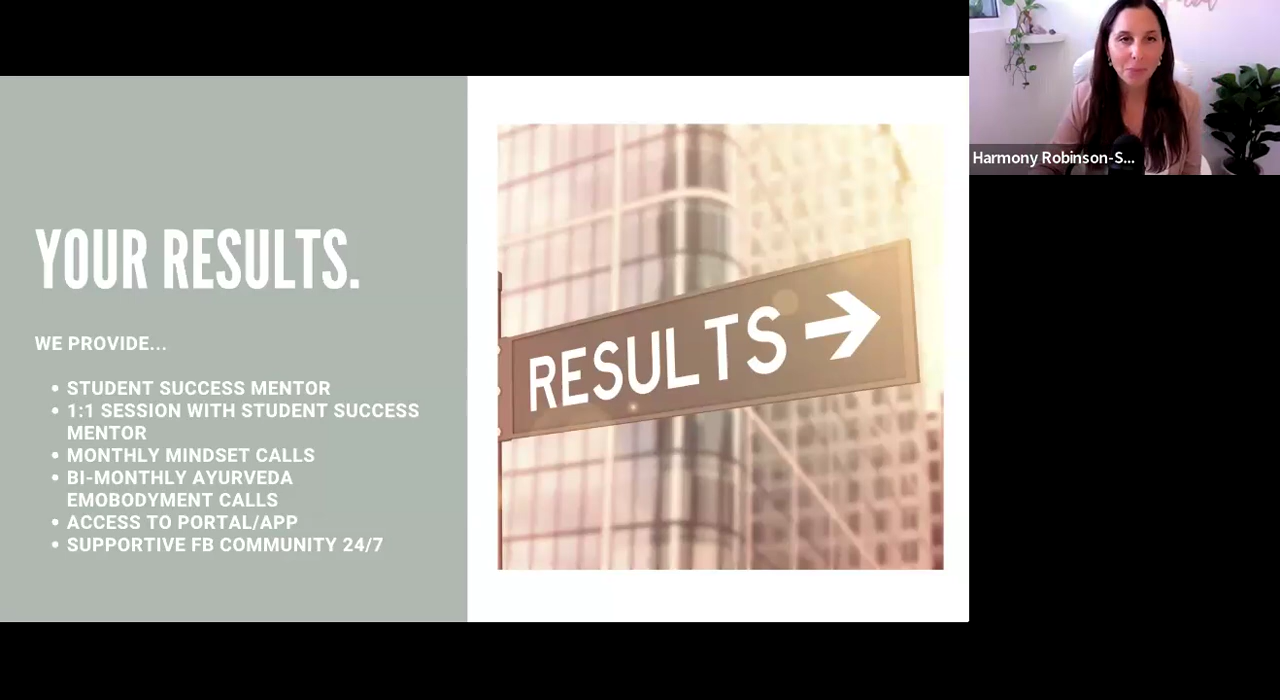 Harmony Robinson-S...
YOUR RESULTS.
WE PROVIDE...
• STUDENT SUCCESS MENTOR
• 1:1 SESSION WITH STUDENT SUCCESS
MENTOR
• MONTHLY MINDSET CALLS
• BI-MONTHLY AYURVEDA
EMOBODYMENT CALLS
• ACCESS TO PORTAL/APP
• SUPPORTIVE FB COMMUNITY 24/7
RESULTS →